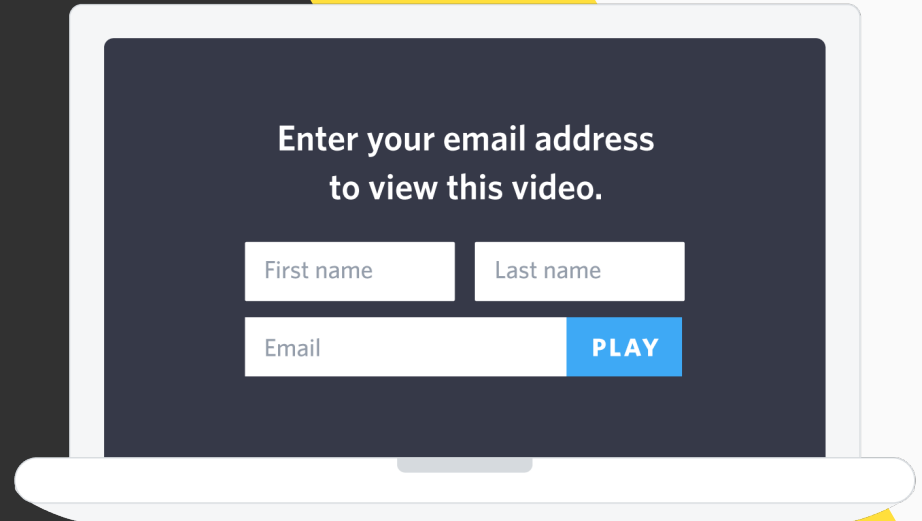 Enter your email address
to view this video.
First name Last name
Email PLAY